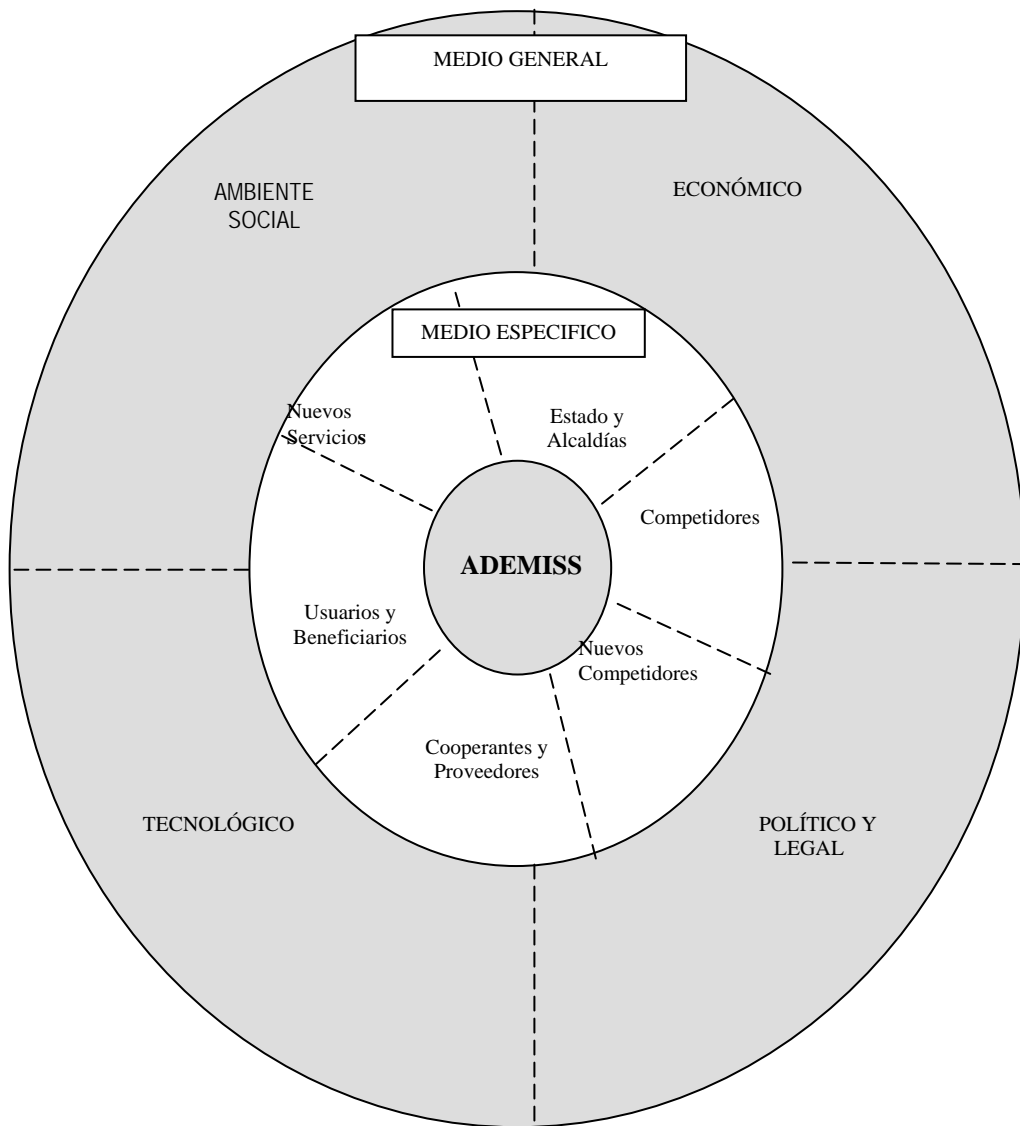 MEDIO GENERAL
AMBIENTE
SOCIAL
ECONÓMICO
MEDIO ESPECIFICO
Nuevos
Servicios
Estado y
Alcaldías
Competidores
ADEMISS
Usuarios y
Beneficiarios
Nuevos
Competidores
Cooperantes y
Proveedores
TECNOLÓGICO
POLÍTICO Y
LEGAL